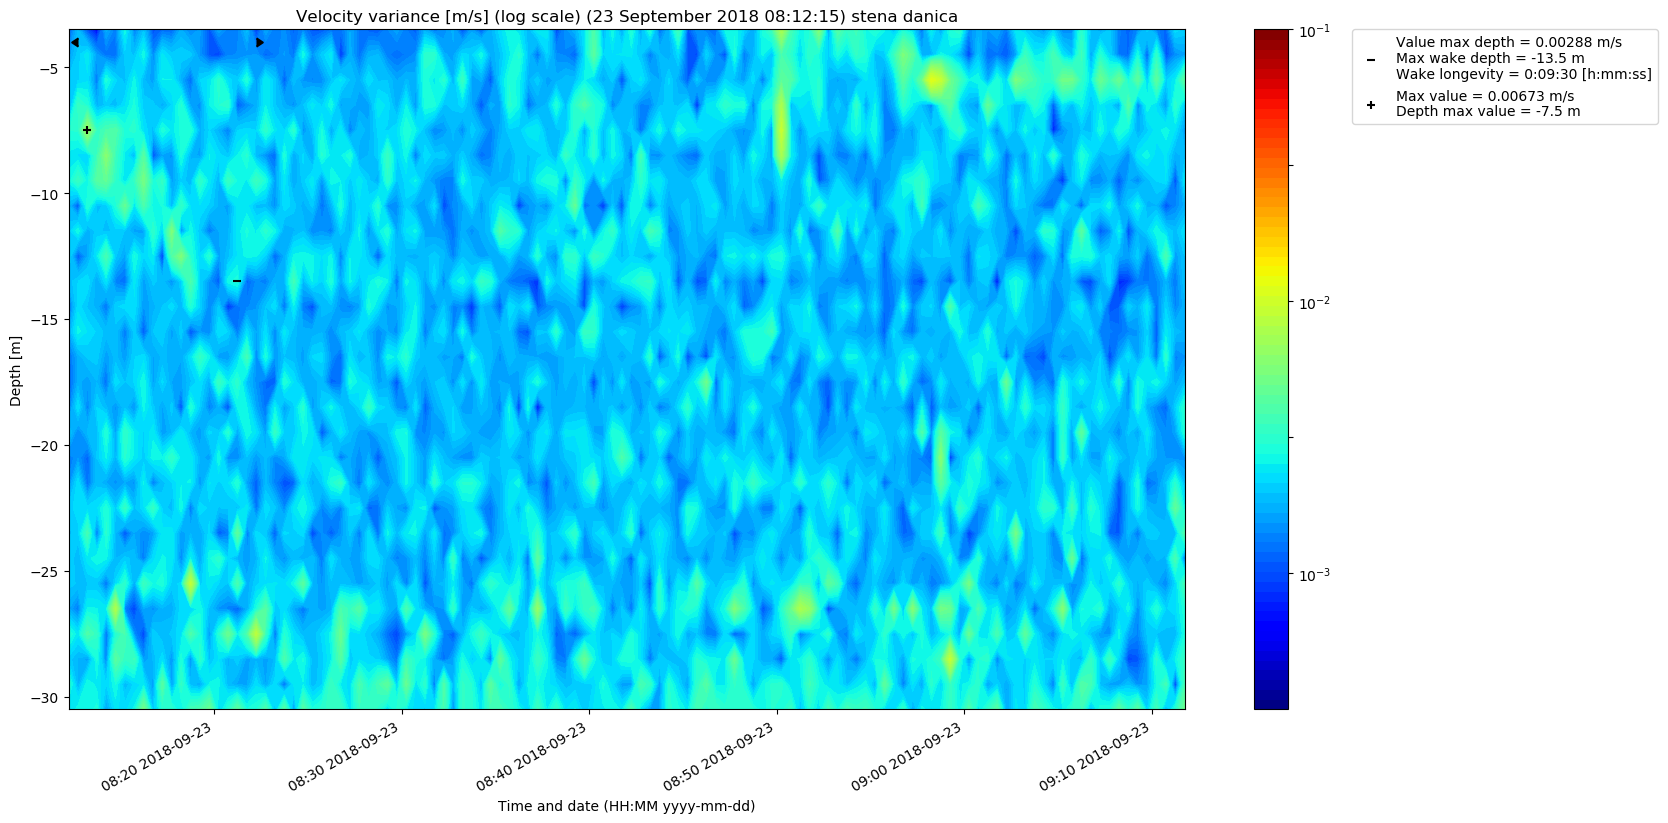 Velocity variance [m/s] (log scale) (23 September 2018 08:12:15) stena danica
Depth [m]
−5
−10
−15
−20
−25
−30
08:20 2018-09-23
08:30 2018-09-23
08:40 2018-09-23
08:50 2018-09-23
09:00 2018-09-23
09:10 2018-09-23
Time and date (HH:MM yyyy-mm-dd)
10−1
10−2
10−3
Value max depth = 0.00288 m/s
Max wake depth = -13.5 m
Wake longevity = 0:09:30 [h:mm:ss]
Max value = 0.00673 m/s
Depth max value = -7.5 m